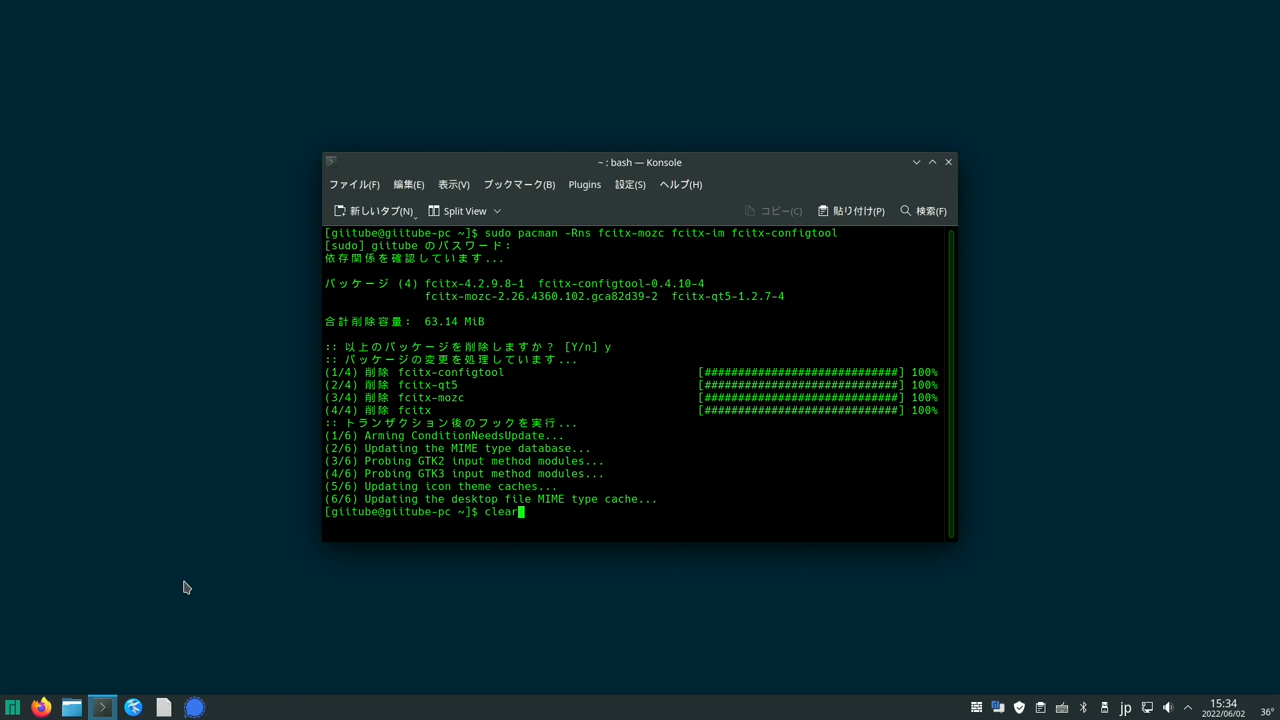 ~ : bash — Konsole
ファイル(F) 編集(E) 表示(V) ブックマーク(B) Plugins 設定(S) ヘルプ(H)
新しいタブ(N) Split View コピー(C) 貼り付け(P) 検索(F)
[giitube@giitube-pc ~]$ sudo pacman -Rns fcitx-mozc fcitx-im fcitx-configtool
[sudo] giitube のパスワード:
依存関係を確認しています...
パッケージ (4) fcitx-4.2.9.8-1  fcitx-configtool-0.4.10-4
fcitx-mozc-2.26.4360.102.gca82d39-2  fcitx-qt5-1.2.7-4
合計削除容量:  63.14 MiB
:: 以上のパッケージを削除しますか? [Y/n] y
:: パッケージの変更を処理しています...
(1/4) 削除 fcitx-configtool [#############################] 100%
(2/4) 削除 fcitx-qt5 [#############################] 100%
(3/4) 削除 fcitx-mozc [#############################] 100%
(4/4) 削除 fcitx [#############################] 100%
:: トランザクション後のフックを実行...
(1/6) Arming ConditionNeedsUpdate...
(2/6) Updating the MIME type database...
(3/6) Probing GTK2 input method modules...
(4/6) Probing GTK3 input method modules...
(5/6) Updating icon theme caches...
(6/6) Updating the desktop file MIME type cache...
[giitube@giitube-pc ~]$ clear
jp
15:34
2022/06/02
36°